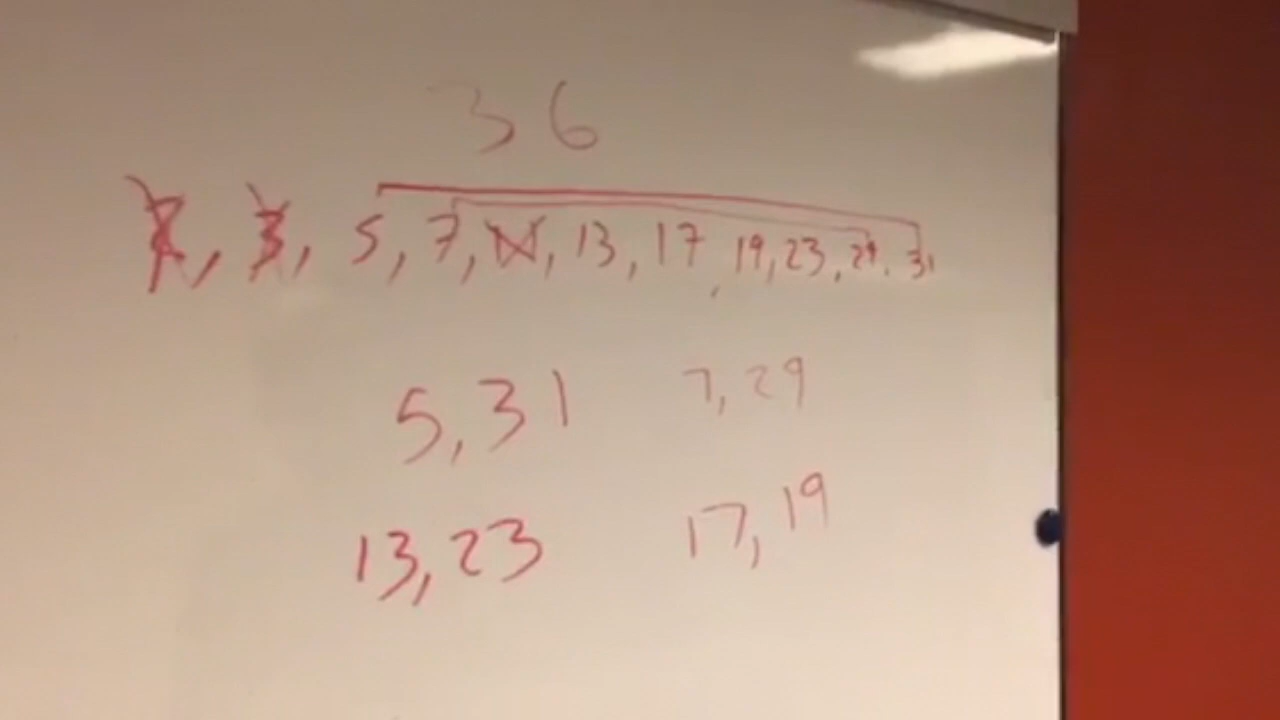 36
2, 3, 5, 7, 11, 13, 17, 19, 23, 29, 31
5, 31 7, 29
13, 23 17, 19